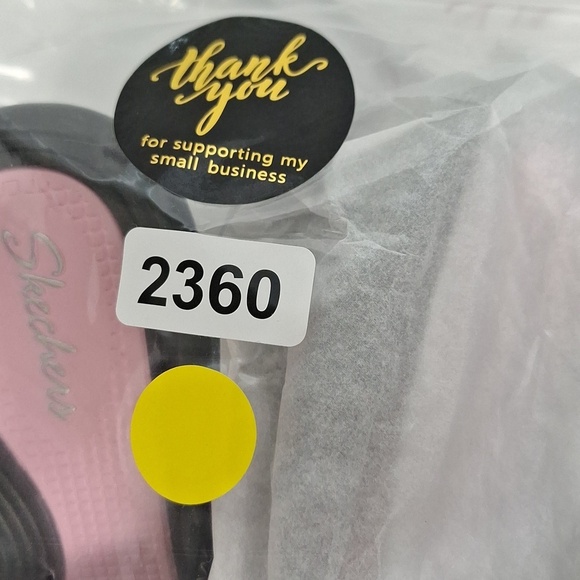 thank
you
for supporting my
small business
2360
Skechers